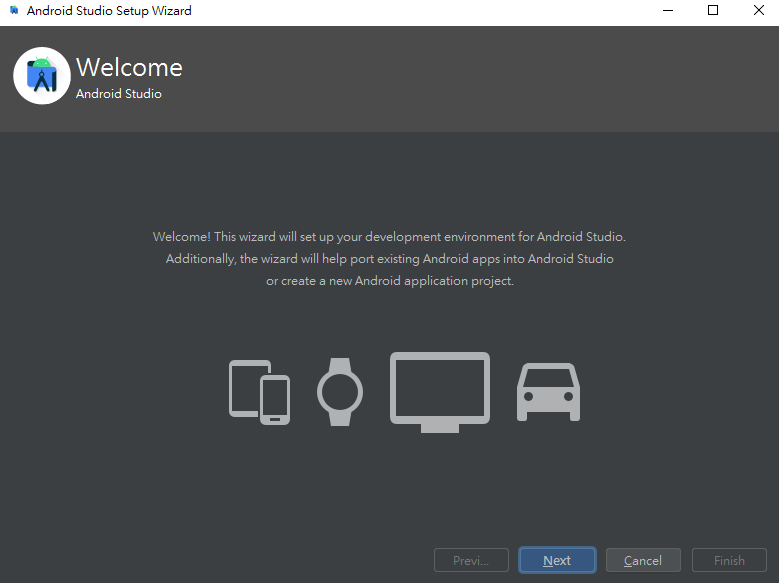 Android Studio Setup Wizard
Welcome
Android Studio
Welcome! This wizard will set up your development environment for Android Studio.
Additionally, the wizard will help port existing Android apps into Android Studio
or create a new Android application project.
Previ...
Next
Cancel
Finish